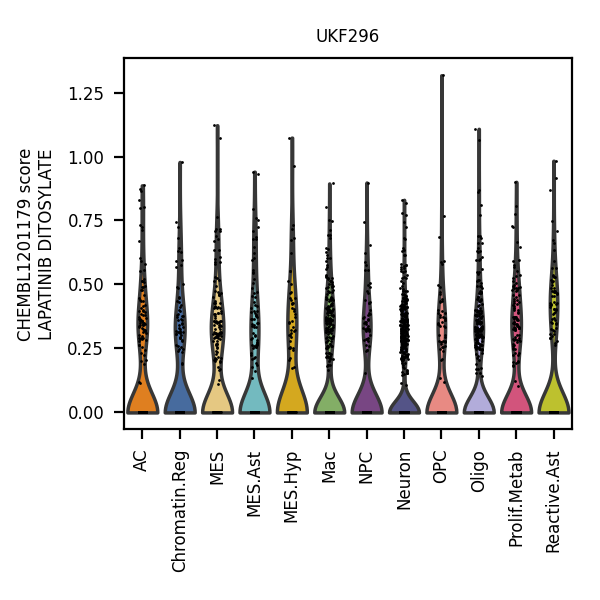 UKF296
CHEMBL1201179 score
LAPATINIB DITOSYLATE
1.25
1.00
0.75
0.50
0.25
0.00
AC
Chromatin.Reg
MES
MES.Ast
MES.Hyp
Mac
NPC
Neuron
OPC
Oligo
Prolif.Metab
Reactive.Ast